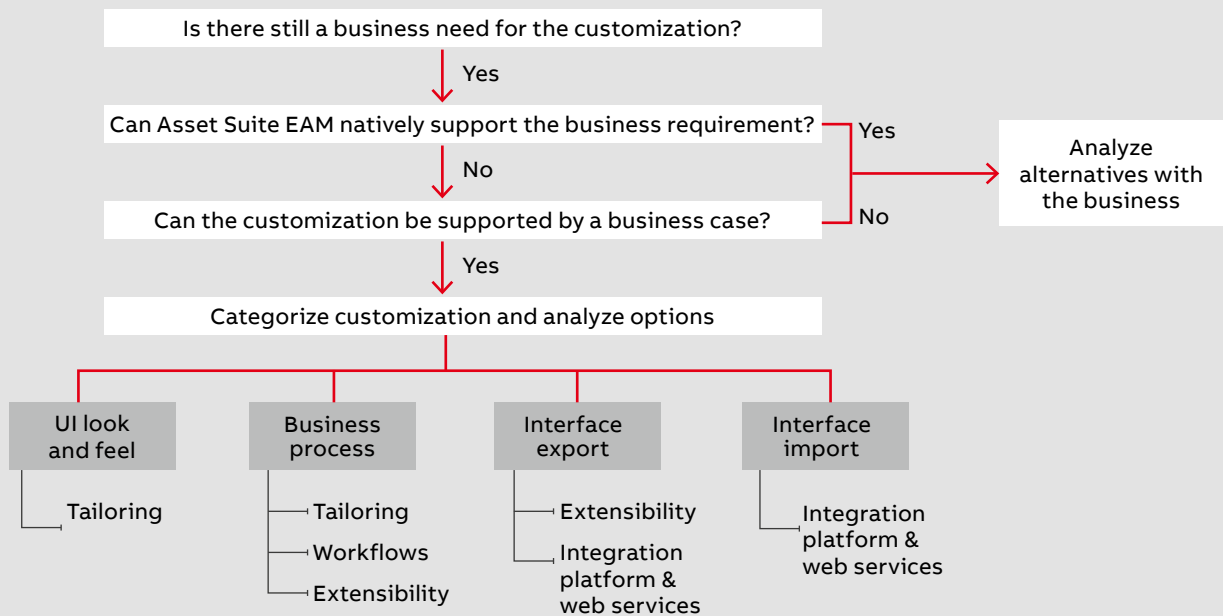 Is there still a business need for the customization?
Yes
Can Asset Suite EAM natively support the business requirement?
Yes
Analyze
alternatives with
the business
No
Can the customization be supported by a business case?
No
Yes
Categorize customization and analyze options
UI look
and feel
Tailoring
Business
process
Tailoring
Workflows
Extensibility
Interface
export
Extensibility
Integration
platform &
web services
Interface
import
Integration
platform &
web services